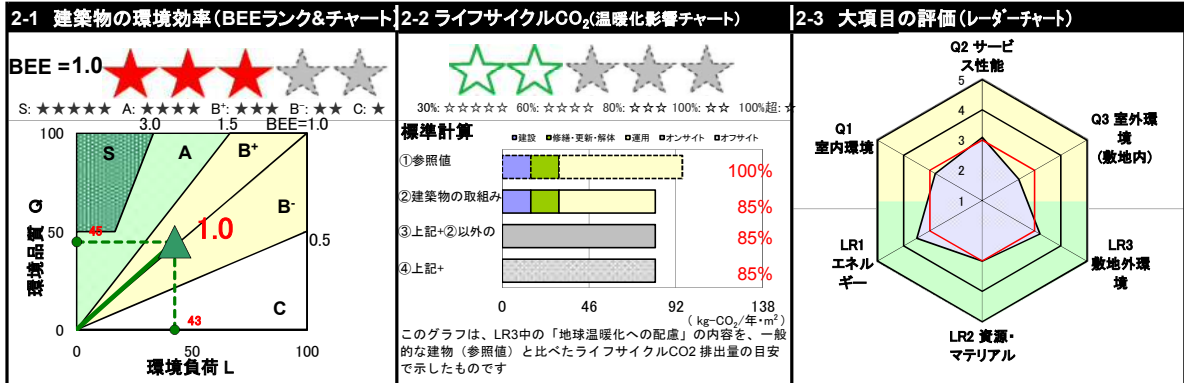 2-1 建築物の環境効率(BEEランク&チャート)
BEE =1.0
S: ★★★★★ A: ★★★★ B⁺: ★★★ B⁻: ★★ C: ★
3.0 1.5 BEE=1.0
100
S A B⁺
B⁻
環境品質 Q
1.0
50
45
0.5
C
0
43
0 50 100
環境負荷 L
2-2 ライフサイクルCO₂(温暖化影響チャート)
30%: ☆☆☆☆☆ 60%: ☆☆☆☆ 80%: ☆☆☆ 100%: ☆☆ 100%超: ☆
標準計算
建設 修繕・更新・解体 運用 オンサイト オフサイト
①参照値 100%
②建築物の取組み 85%
③上記+②以外の 85%
④上記+ 85%
0 46 92 138
( kg-CO₂/年・m²)
このグラフは、LR3中の「地球温暖化への配慮」の内容を、一般
的な建物(参照値)と比べたライフサイクルCO2 排出量の目安
で示したものです
2-3 大項目の評価(レーダーチャート)
Q2 サービ
ス性能
5
4
3
2
1
Q1
室内環境
Q3 室外環
境
(敷地内)
LR1
エネル
ギー
LR3
敷地外環
境
LR2 資源・
マテリアル